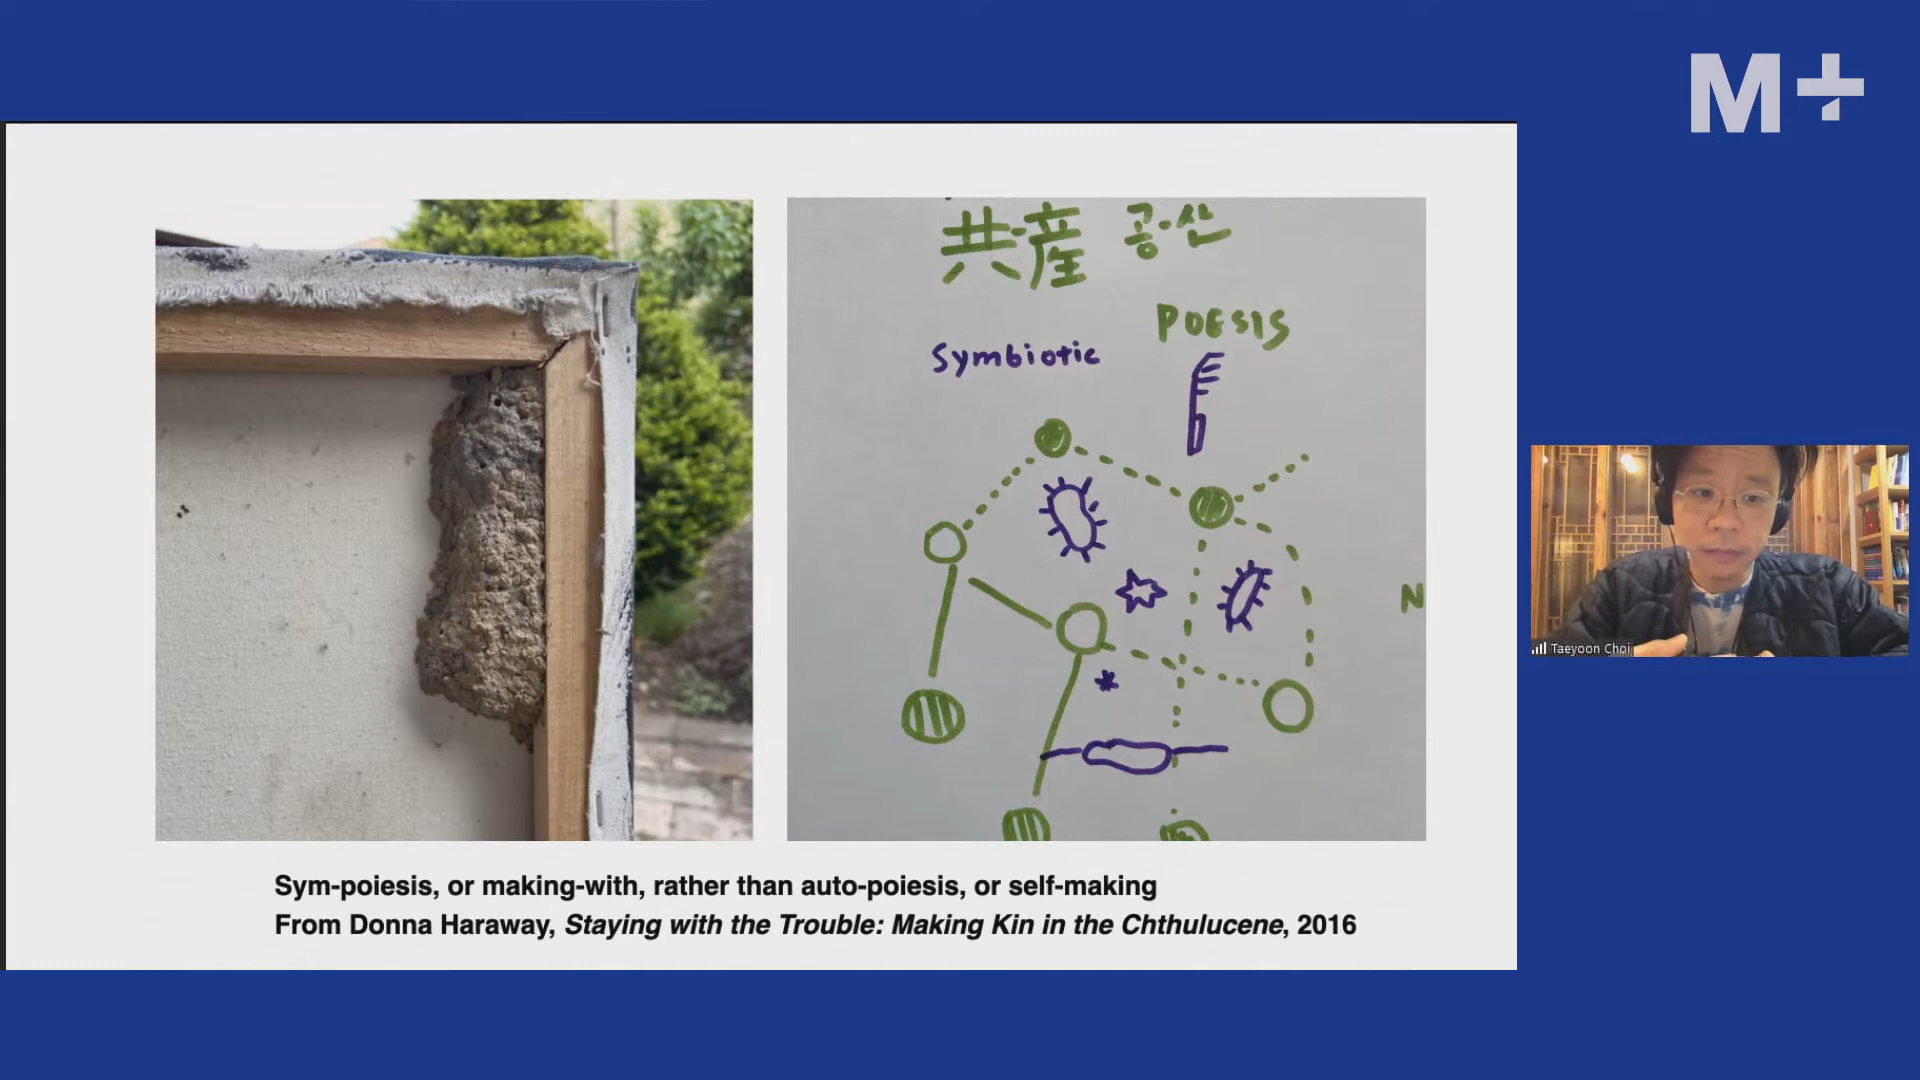 M+
共·産 공·산
POESIS
Symbiotic
N
Sym-poiesis, or making-with, rather than auto-poiesis, or self-making
From Donna Haraway, Staying with the Trouble: Making Kin in the Chthulucene, 2016
Taeyoon Choi